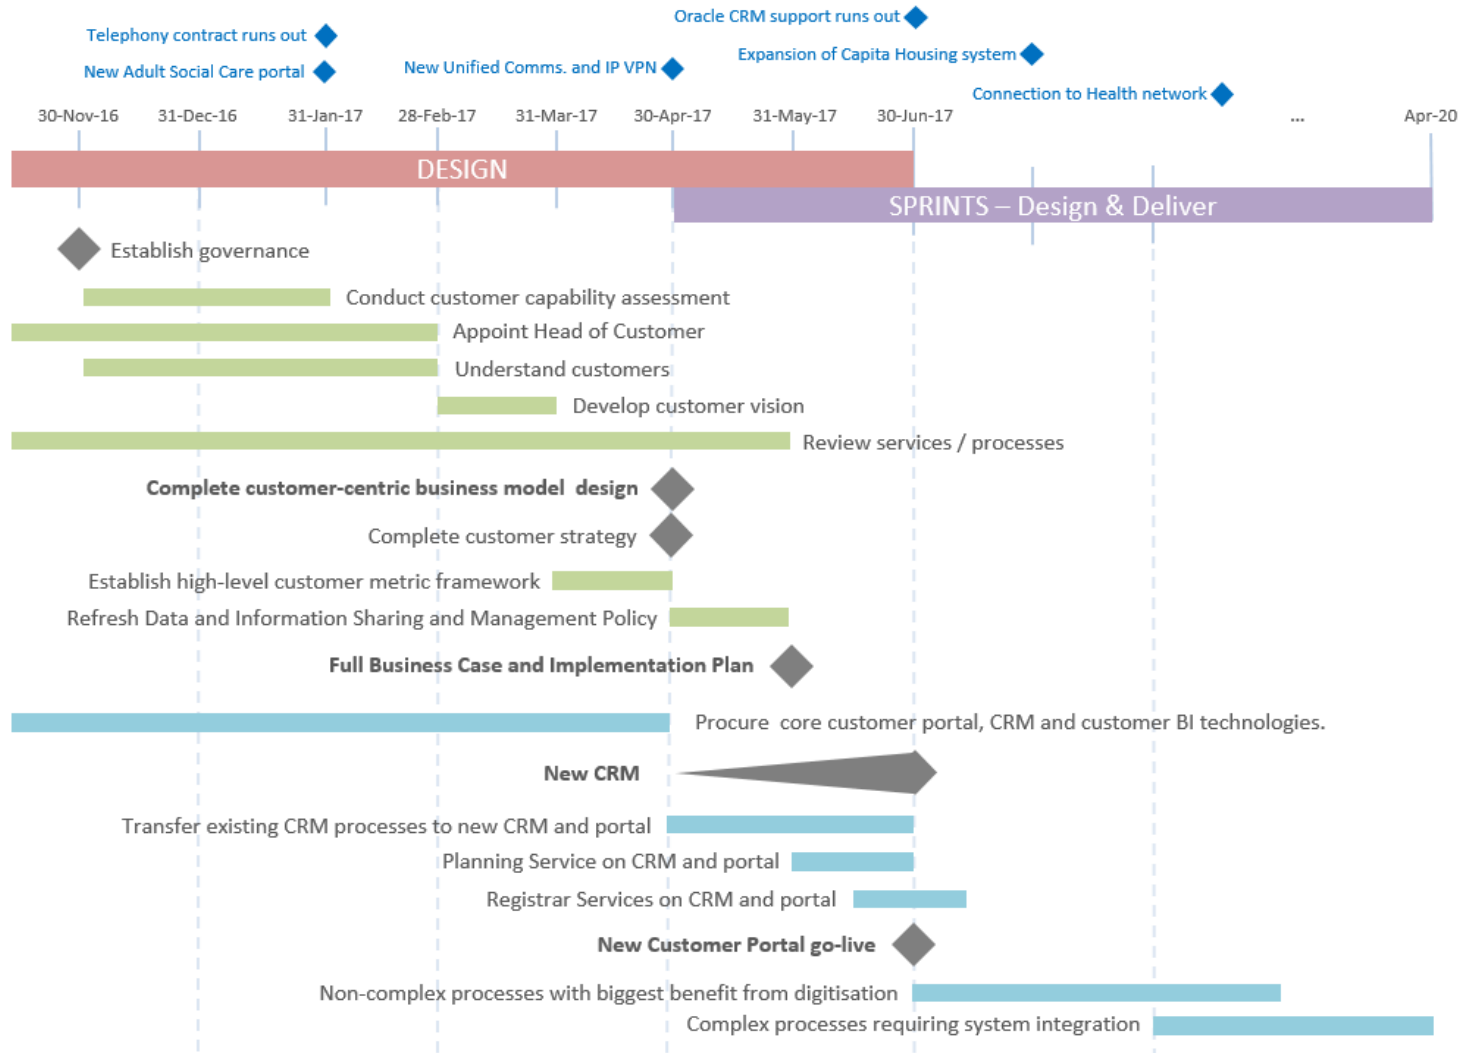 Oracle CRM support runs out
Telephony contract runs out
Expansion of Capita Housing system
New Unified Comms. and IP VPN
New Adult Social Care portal
Connection to Health network
30-Nov-16 31-Dec-16 31-Jan-17 28-Feb-17 31-Mar-17 30-Apr-17 31-May-17 30-Jun-17 ... Apr-20
DESIGN
SPRINTS – Design & Deliver
Establish governance
Conduct customer capability assessment
Appoint Head of Customer
Understand customers
Develop customer vision
Review services / processes
Complete customer-centric business model  design
Complete customer strategy
Establish high-level customer metric framework
Refresh Data and Information Sharing and Management Policy
Full Business Case and Implementation Plan
Procure  core customer portal, CRM and customer BI technologies.
New CRM
Transfer existing CRM processes to new CRM and portal
Planning Service on CRM and portal
Registrar Services on CRM and portal
New Customer Portal go-live
Non-complex processes with biggest benefit from digitisation
Complex processes requiring system integration